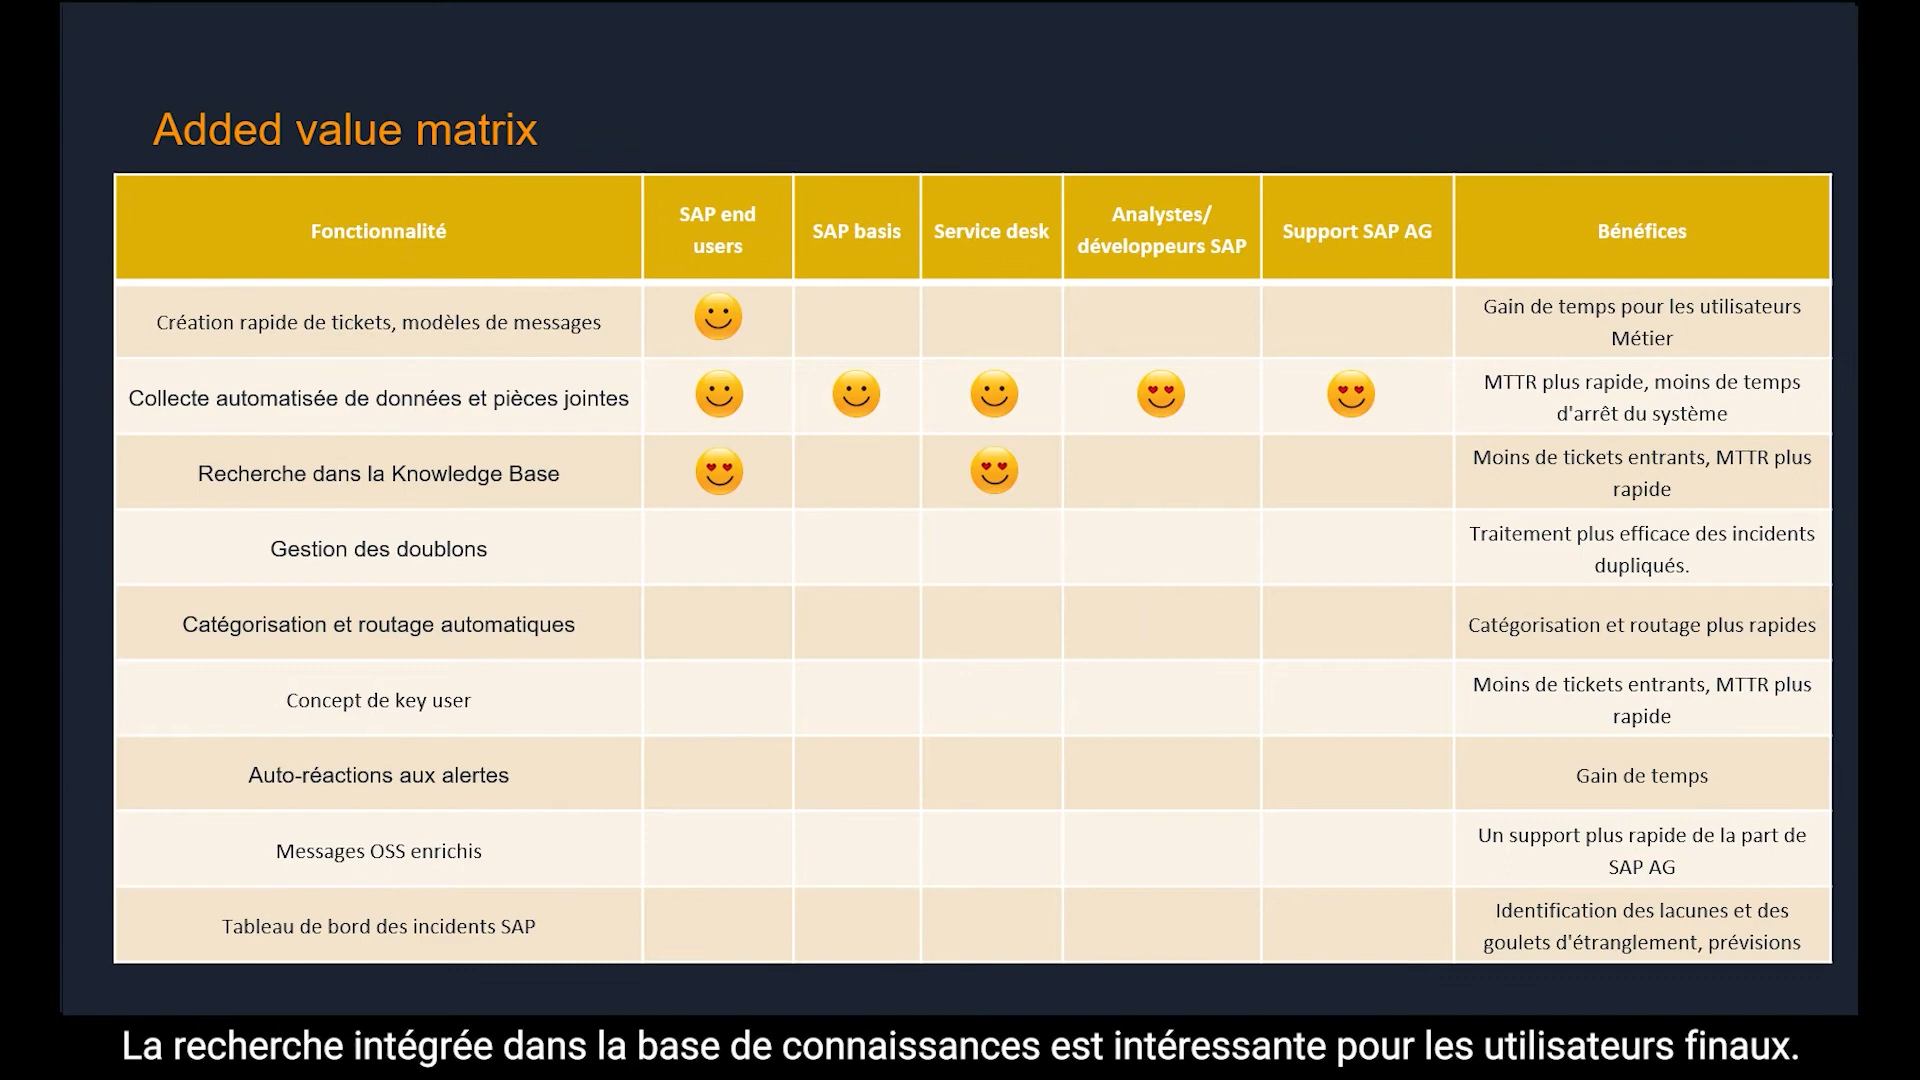 Added value matrix
Fonctionnalité
SAP end
users
SAP basis
Service desk
Analystes/
développeurs SAP
Support SAP AG
Bénéfices
Création rapide de tickets, modèles de messages
Gain de temps pour les utilisateurs
Métier
Collecte automatisée de données et pièces jointes
MTTR plus rapide, moins de temps
d'arrêt du système
Recherche dans la Knowledge Base
Moins de tickets entrants, MTTR plus
rapide
Gestion des doublons
Traitement plus efficace des incidents
dupliqués.
Catégorisation et routage automatiques
Catégorisation et routage plus rapides
Concept de key user
Moins de tickets entrants, MTTR plus
rapide
Auto-réactions aux alertes
Gain de temps
Messages OSS enrichis
Un support plus rapide de la part de
SAP AG
Tableau de bord des incidents SAP
Identification des lacunes et des
goulets d'étranglement, prévisions
La recherche intégrée dans la base de connaissances est intéressante pour les utilisateurs finaux.